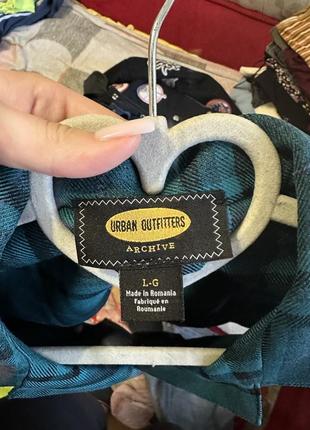 URBAN OUTFITTERS
ARCHIVE
L-G
Made in Romania
Fabriqué en
Roumanie